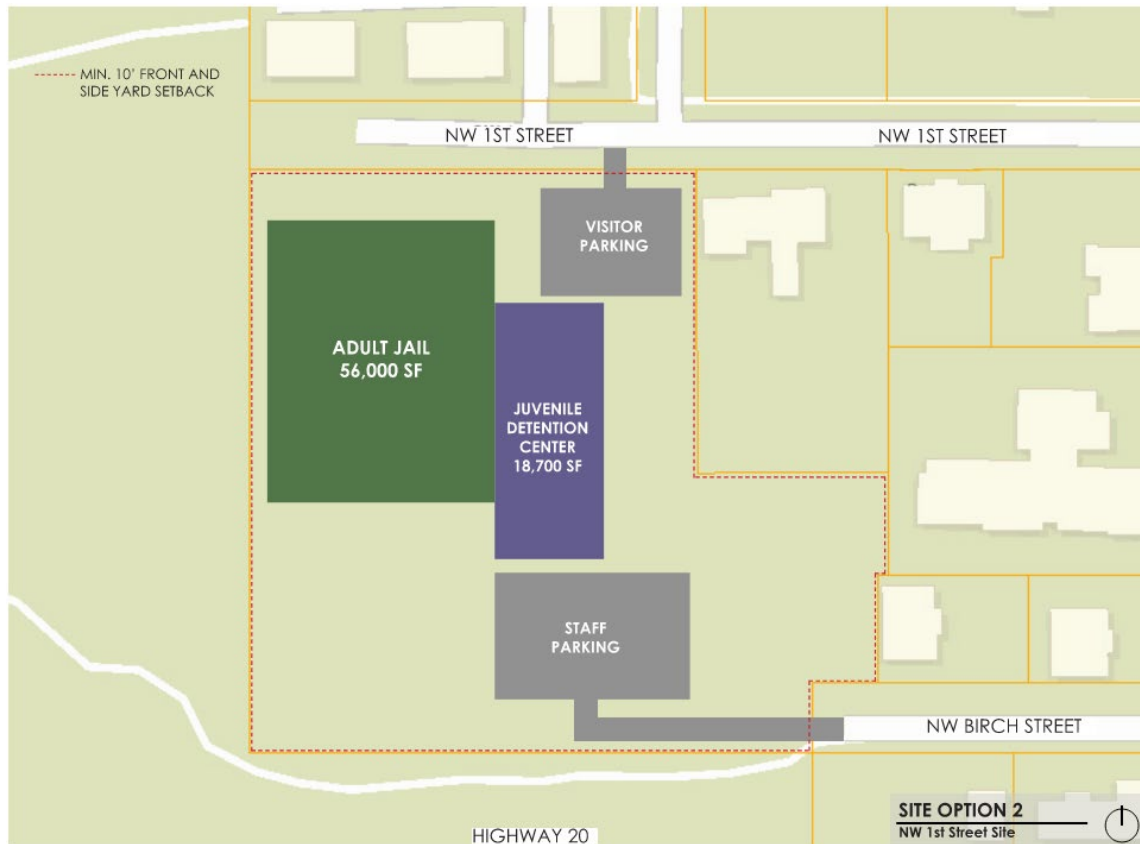 MIN. 10' FRONT AND
SIDE YARD SETBACK
NW 1ST STREET
NW 1ST STREET
VISITOR
PARKING
ADULT JAIL
56,000 SF
JUVENILE
DETENTION
CENTER
18,700 SF
STAFF
PARKING
NW BIRCH STREET
HIGHWAY 20
SITE OPTION 2
NW 1st Street Site